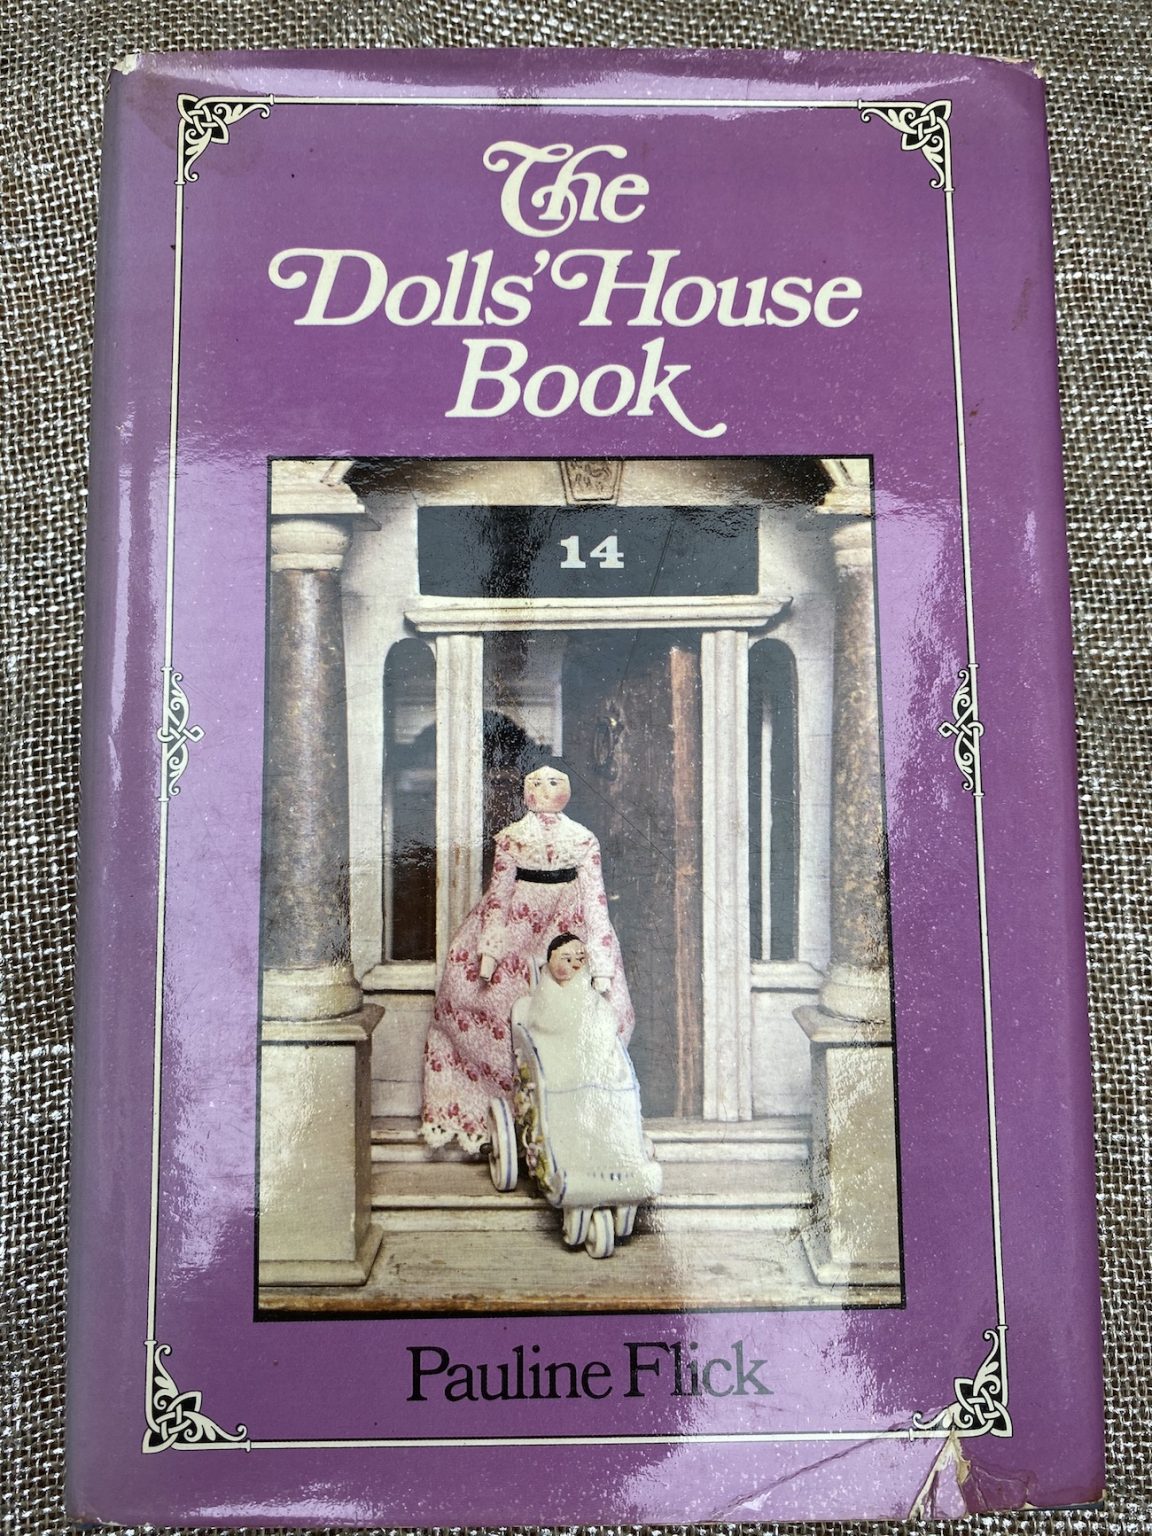 The
Dolls' House
Book
14
Pauline Flick